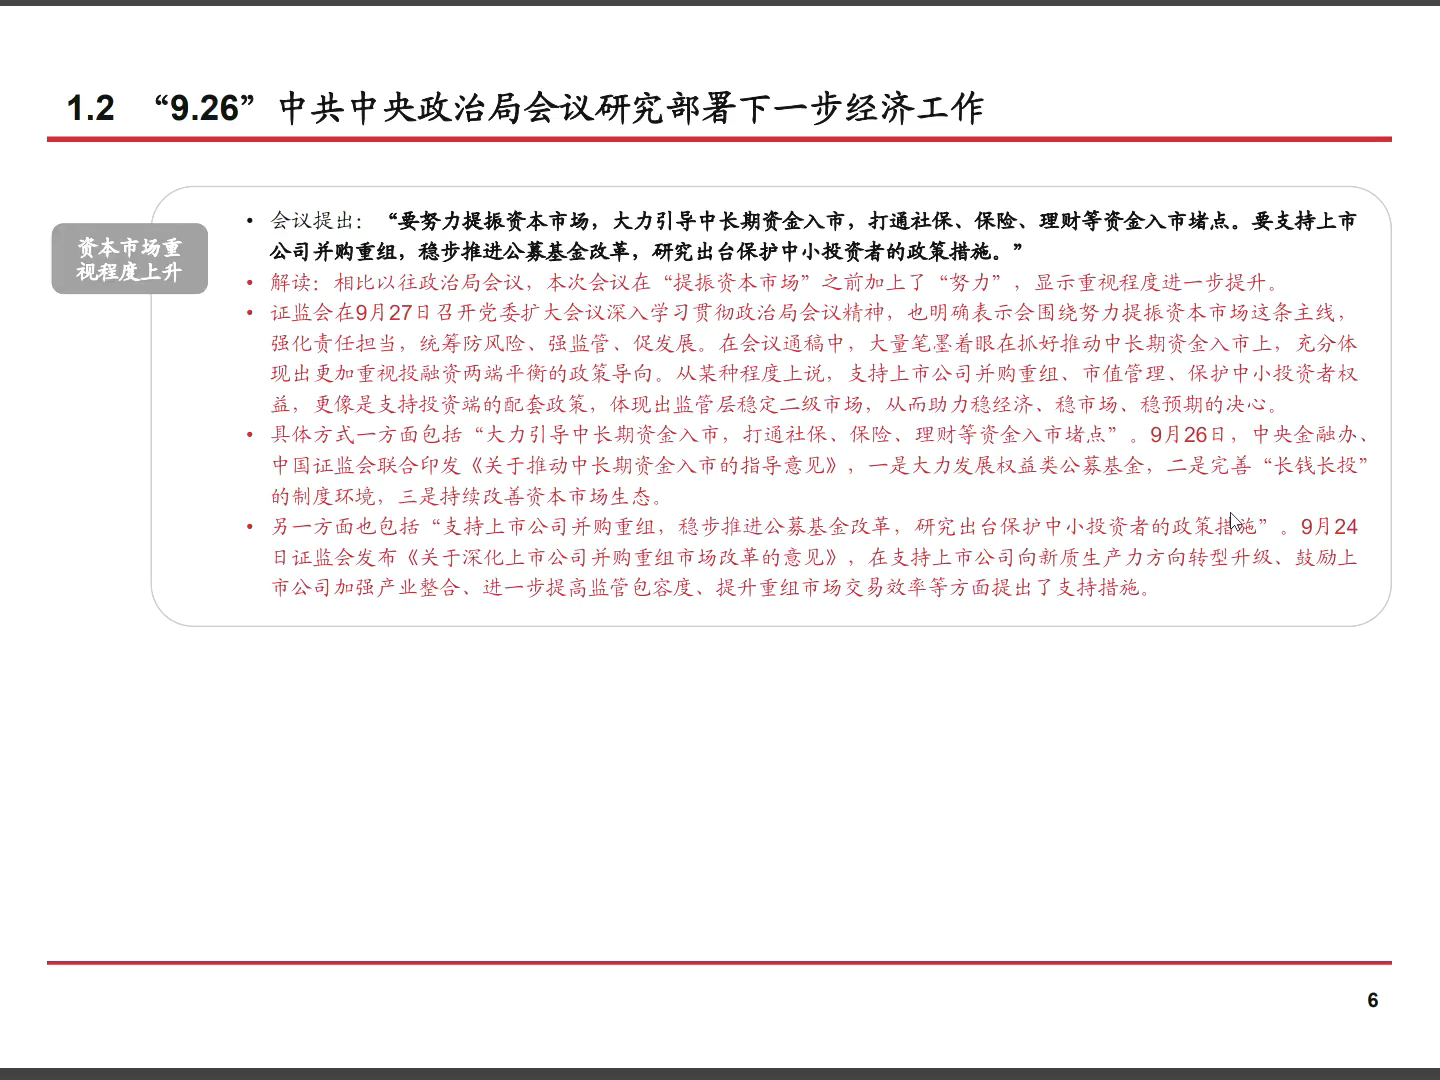 1.2 “9.26”中共中央政治局会议研究部署下一步经济工作
资本市场重
视程度上升
• 会议提出：“要努力提振资本市场，大力引导中长期资金入市，打通社保、保险、理财等资金入市堵点。要支持上市
公司并购重组，稳步推进公募基金改革，研究出台保护中小投资者的政策措施。”
• 解读：相比以往政治局会议，本次会议在“提振资本市场”之前加上了“努力”，显示重视程度进一步提升。
• 证监会在9月27日召开党委扩大会议深入学习贯彻政治局会议精神，也明确表示会围绕努力提振资本市场这条主线，
强化责任担当，统筹防风险、强监管、促发展。在会议通稿中，大量笔墨着眼在抓好推动中长期资金入市上，充分体
现出更加重视投融资两端平衡的政策导向。从某种程度上说，支持上市公司并购重组、市值管理、保护中小投资者权
益，更像是支持投资端的配套政策，体现出监管层稳定二级市场，从而助力稳经济、稳市场、稳预期的决心。
• 具体方式一方面包括“大力引导中长期资金入市，打通社保、保险、理财等资金入市堵点”。9月26日，中央金融办、
中国证监会联合印发《关于推动中长期资金入市的指导意见》，一是大力发展权益类公募基金，二是完善“长钱长投”
的制度环境，三是持续改善资本市场生态。
• 另一方面也包括“支持上市公司并购重组，稳步推进公募基金改革，研究出台保护中小投资者的政策措施”。9月24
日证监会发布《关于深化上市公司并购重组市场改革的意见》，在支持上市公司向新质生产力方向转型升级、鼓励上
市公司加强产业整合、进一步提高监管包容度、提升重组市场交易效率等方面提出了支持措施。
6